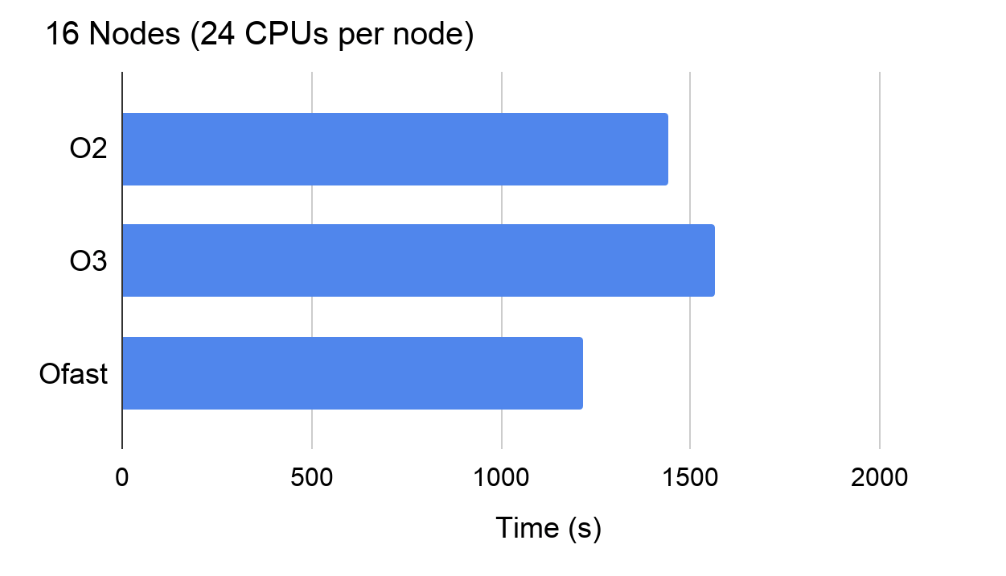 16 Nodes (24 CPUs per node)
O2
O3
Ofast
0 500 1000 1500 2000
Time (s)